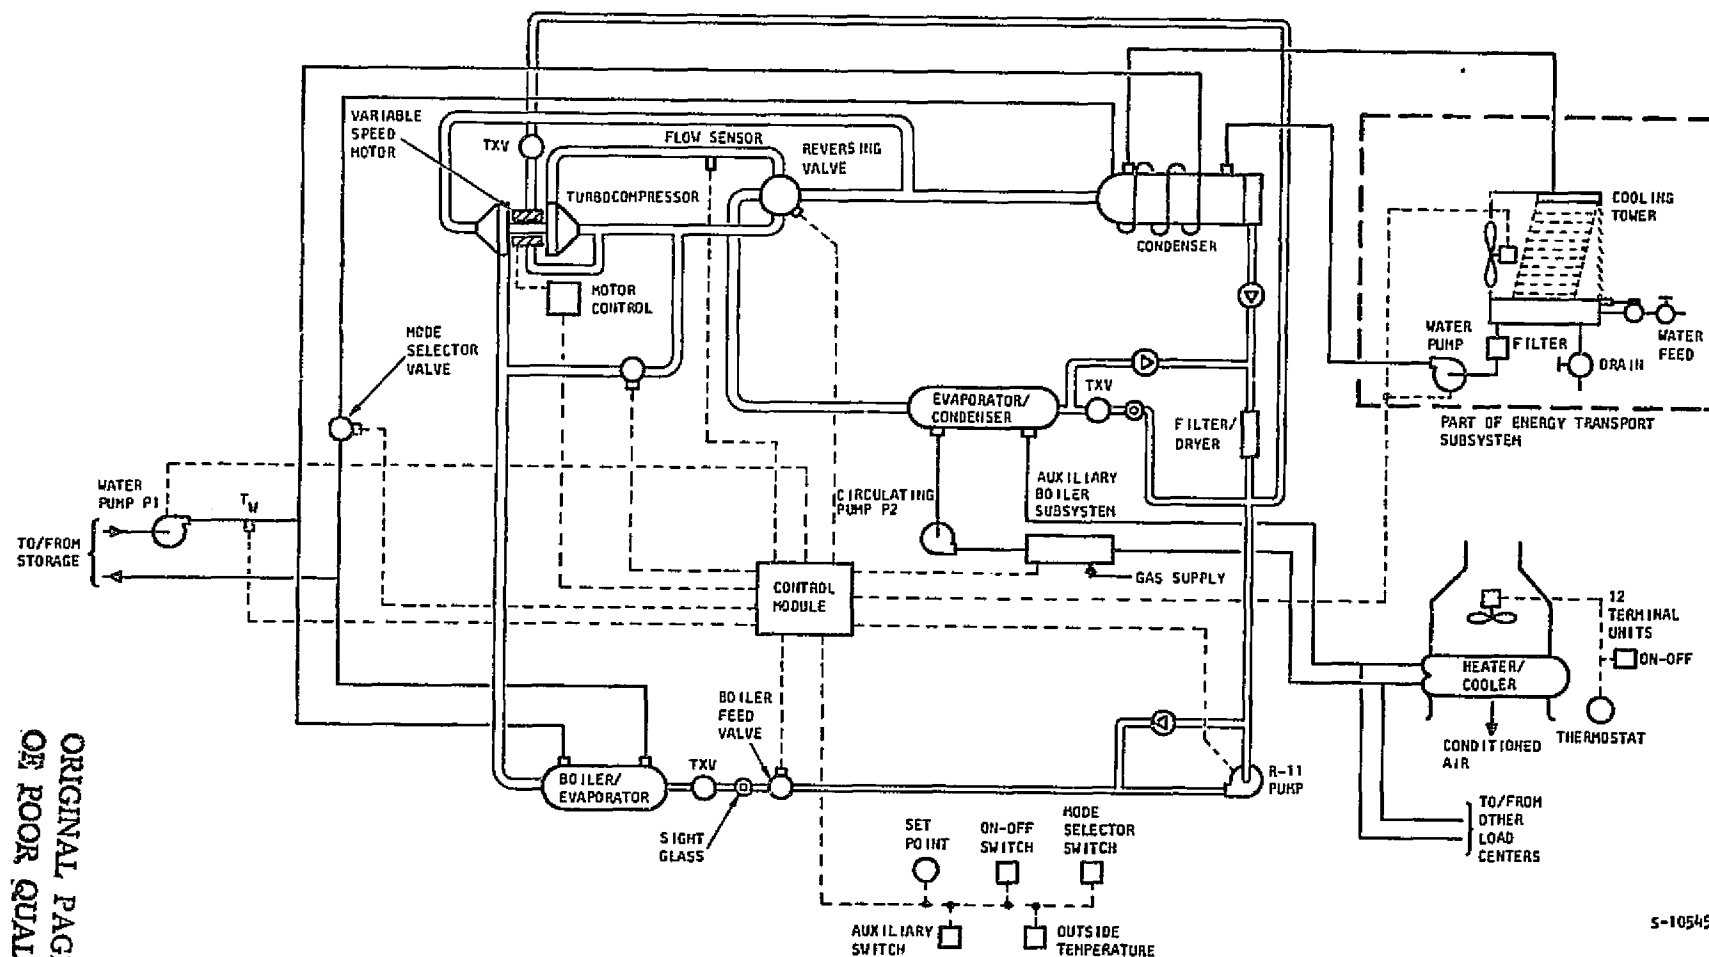 VARIABLE
SPEED
MOTOR
TXV
FLOW SENSOR
REVERSING
VALVE
TURBOCOMPRESSOR
MOTOR
CONTROL
CONDENSER
COOLING
TOWER
WATER
PUMP
FILTER
WATER
FEED
DRAIN
PART OF ENERGY TRANSPORT
SUBSYSTEM
MODE
SELECTOR
VALVE
EVAPORATOR/
CONDENSER
TXV
FILTER/
DRYER
WATER
PUMP P1
TW
TO/FROM
STORAGE
CIRCULATING
PUMP P2
AUXILIARY
BOILER
SUBSYSTEM
GAS SUPPLY
CONTROL
MODULE
12
TERMINAL
UNITS
ON-OFF
HEATER/
COOLER
THERMOSTAT
CONDITIONED
AIR
BOILER
FEED
VALVE
TXV
BOILER/
EVAPORATOR
SIGHT
GLASS
R-11
PUMP
TO/FROM
OTHER
LOAD
CENTERS
SET
POINT
ON-OFF
SWITCH
MODE
SELECTOR
SWITCH
AUXILIARY
SWITCH
OUTSIDE
TEMPERATURE
S-10545
ORIGINAL PAG
OF POOR QUAL